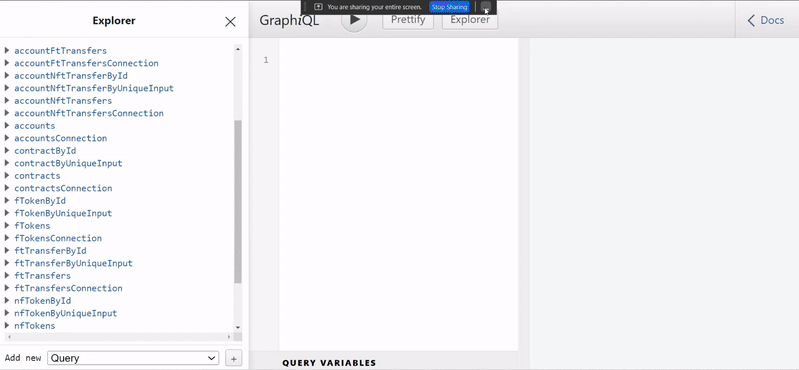 Explorer
GraphiQL
You are sharing your entire screen.
Stop Sharing
Prettify
Explorer
Docs
accountFtTransfers
accountFtTransfersConnection
accountNftTransferById
accountNftTransferByUniqueInput
accountNftTransfers
accountNftTransfersConnection
accounts
accountsConnection
contractById
contractByUniqueInput
contracts
contractsConnection
fTokenById
fTokenByUniqueInput
fTokens
fTokensConnection
ftTransferById
ftTransferByUniqueInput
ftTransfers
ftTransfersConnection
nfTokenById
nfTokenByUniqueInput
nfTokens
Add new Query +
1
QUERY VARIABLES